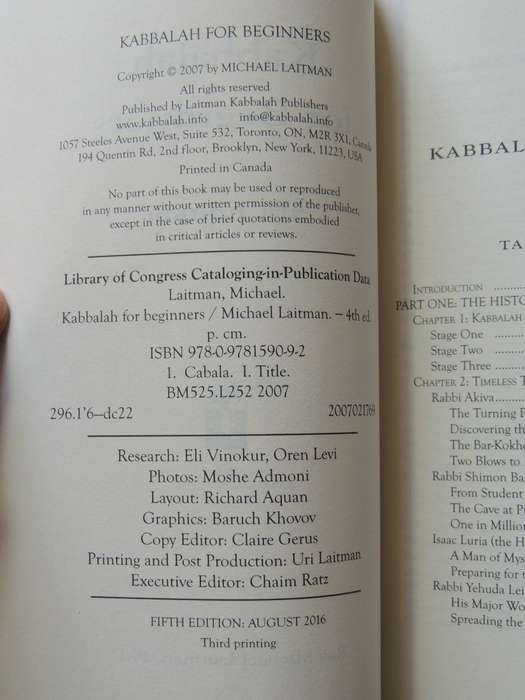 KABBALAH FOR BEGINNERS
Copyright © 2007 by MICHAEL LAITMAN
All rights reserved
Published by Laitman Kabbalah Publishers
www.kabbalah.info info@kabbalah.info
1057 Steeles Avenue West, Suite 532, Toronto, ON, M2R 3X1, Canada
194 Quentin Rd, 2nd floor, Brooklyn, New York, 11223, USA
Printed in Canada
No part of this book may be used or reproduced
in any manner without written permission of the publisher,
except in the case of brief quotations embodied
in critical articles or reviews.
Library of Congress Cataloging-in-Publication Data
Laitman, Michael.
Kabbalah for beginners / Michael Laitman. – 4th ed.
p. cm.
ISBN 978-0-9781590-9-2
1. Cabala. I. Title.
BM525.L252 2007
296.1'6–dc22 2007021769
Research: Eli Vinokur, Oren Levi
Photos: Moshe Admoni
Layout: Richard Aquan
Graphics: Baruch Khovov
Copy Editor: Claire Gerus
Printing and Post Production: Uri Laitman
Executive Editor: Chaim Ratz
FIFTH EDITION: AUGUST 2016
Third printing
KABBAL
TA
INTRODUCTION ..........
PART ONE: THE HISTO
CHAPTER 1: KABBALAH
Stage One ..........
Stage Two ..........
Stage Three ..........
CHAPTER 2: TIMELESS T
Rabbi Akiva..........
The Turning P
Discovering th
The Bar-Kokhe
Two Blows to
Rabbi Shimon Ba
From Student
The Cave at P
One in Million
Isaac Luria (the H
A Man of Mys
Preparing for t
Rabbi Yehuda Lei
His Major Wo
Spreading the